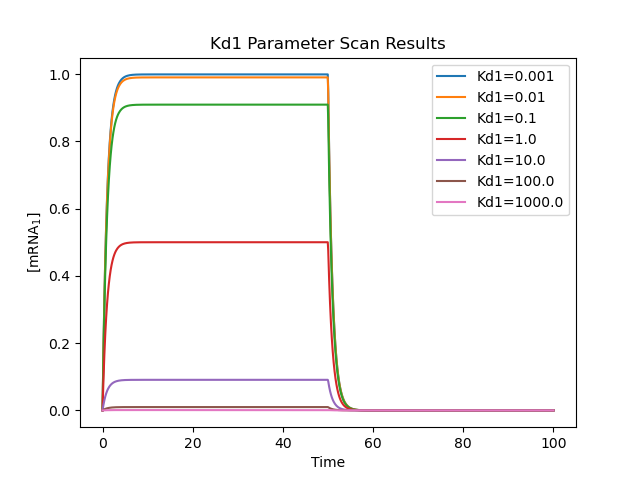 Kd1 Parameter Scan Results
[mRNA₁]
1.0
0.8
0.6
0.4
0.2
0.0
Kd1=0.001
Kd1=0.01
Kd1=0.1
Kd1=1.0
Kd1=10.0
Kd1=100.0
Kd1=1000.0
0 20 40 60 80 100
Time